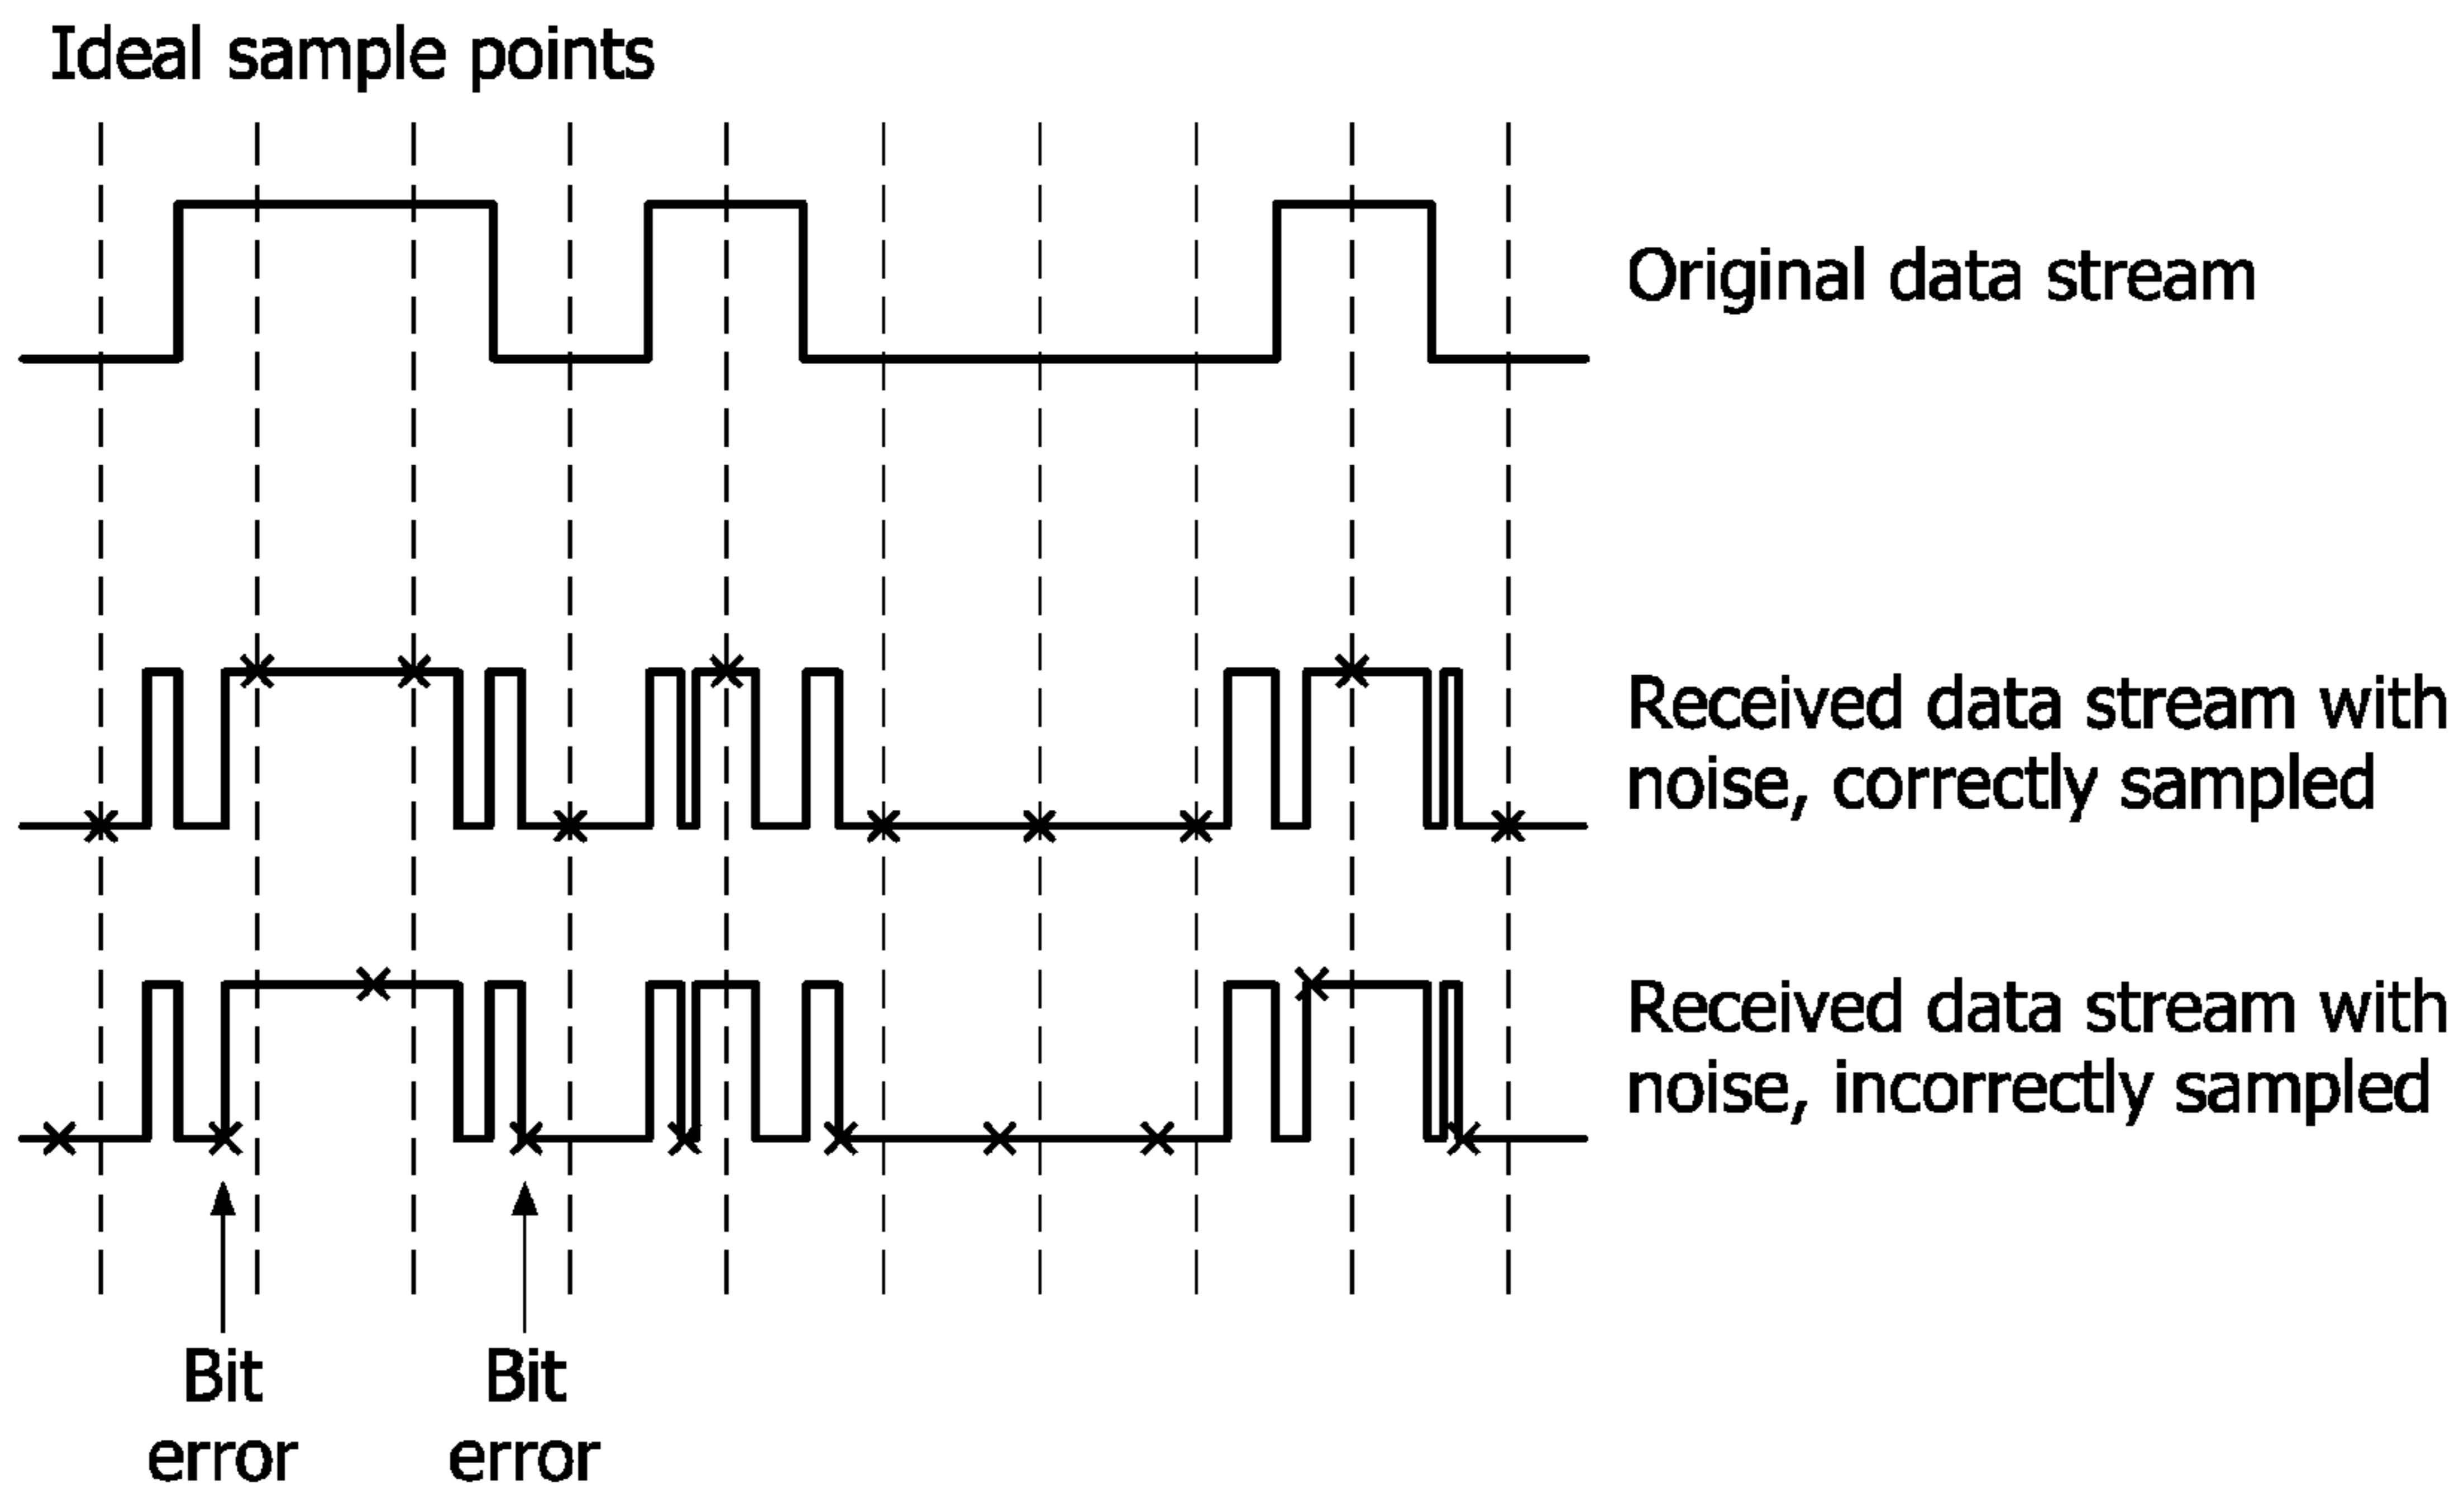 Ideal sample points
Original data stream
Received data stream with
noise, correctly sampled
Received data stream with
noise, incorrectly sampled
Bit
error
Bit
error